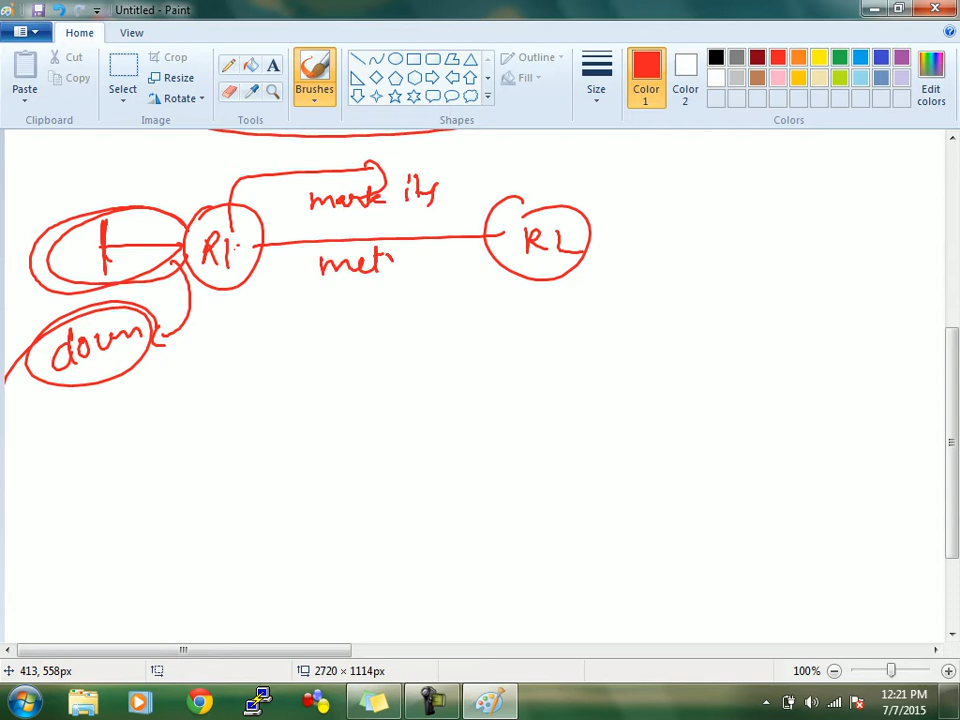 Untitled - Paint
Home View
Cut
Copy
Paste
Clipboard
Crop
Resize
Rotate
Select
Image
Tools
Brushes
Outline
Fill
Shapes
Size
Color 1
Color 2
Edit colors
Colors
mark its
R1
R2
met
down
413, 558px
2720 × 1114px
100%
12:21 PM
7/7/2015